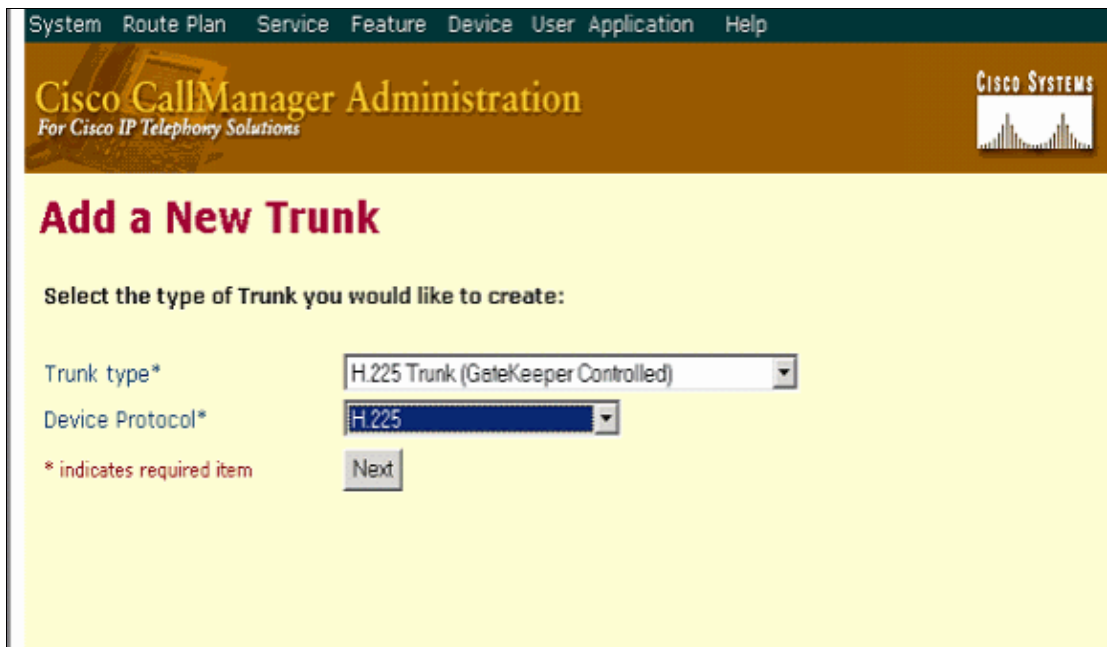 System Route Plan Service Feature Device User Application Help
Cisco CallManager Administration
For Cisco IP Telephony Solutions
CISCO SYSTEMS
Add a New Trunk
Select the type of Trunk you would like to create:
Trunk type* H.225 Trunk (GateKeeper Controlled)
Device Protocol* H.225
* indicates required item Next